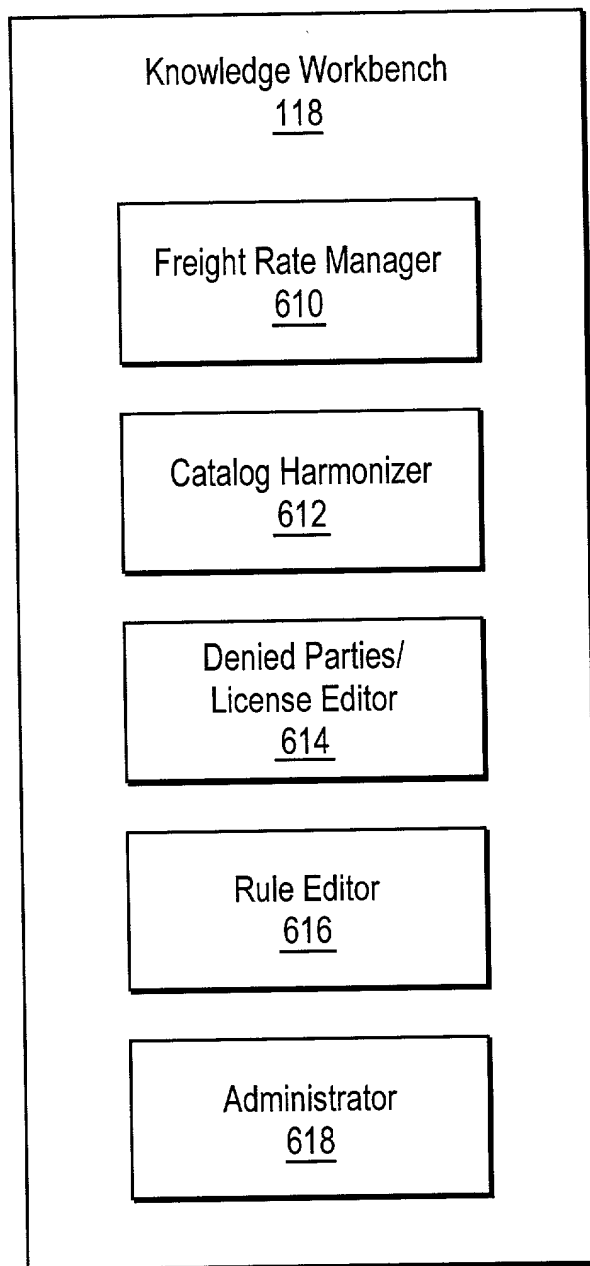 Knowledge Workbench
118
Freight Rate Manager
610
Catalog Harmonizer
612
Denied Parties/
License Editor
614
Rule Editor
616
Administrator
618